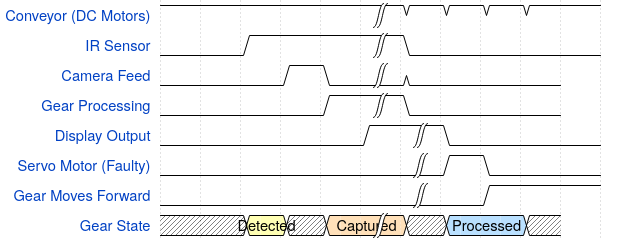 Conveyor (DC Motors)
IR Sensor
Camera Feed
Gear Processing
Display Output
Servo Motor (Faulty)
Gear Moves Forward
Gear State Detected Captured Processed